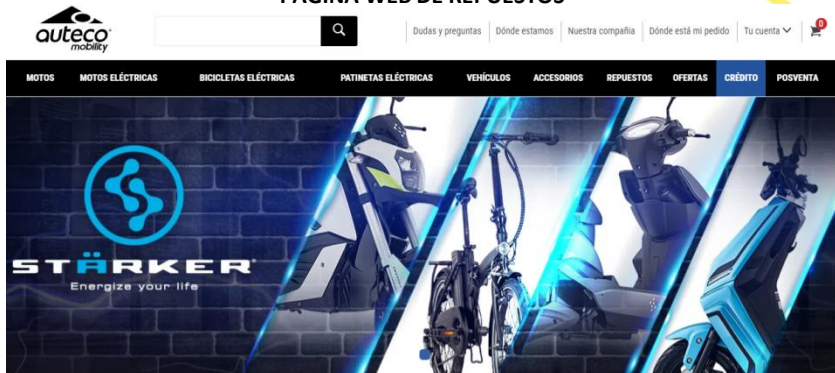 PÁGINA WEB DE REPUESTOS
auteco
mobility
Dudas y preguntas
Dónde estamos
Nuestra compañia
Dónde está mi pedido
Tu cuenta
0
MOTOS
MOTOS ELÉCTRICAS
BICICLETAS ELÉCTRICAS
PATINETAS ELÉCTRICAS
VEHÍCULOS
ACCESORIOS
REPUESTOS
OFERTAS
CRÉDITO
POSVENTA
STÄRKER
Energize your life